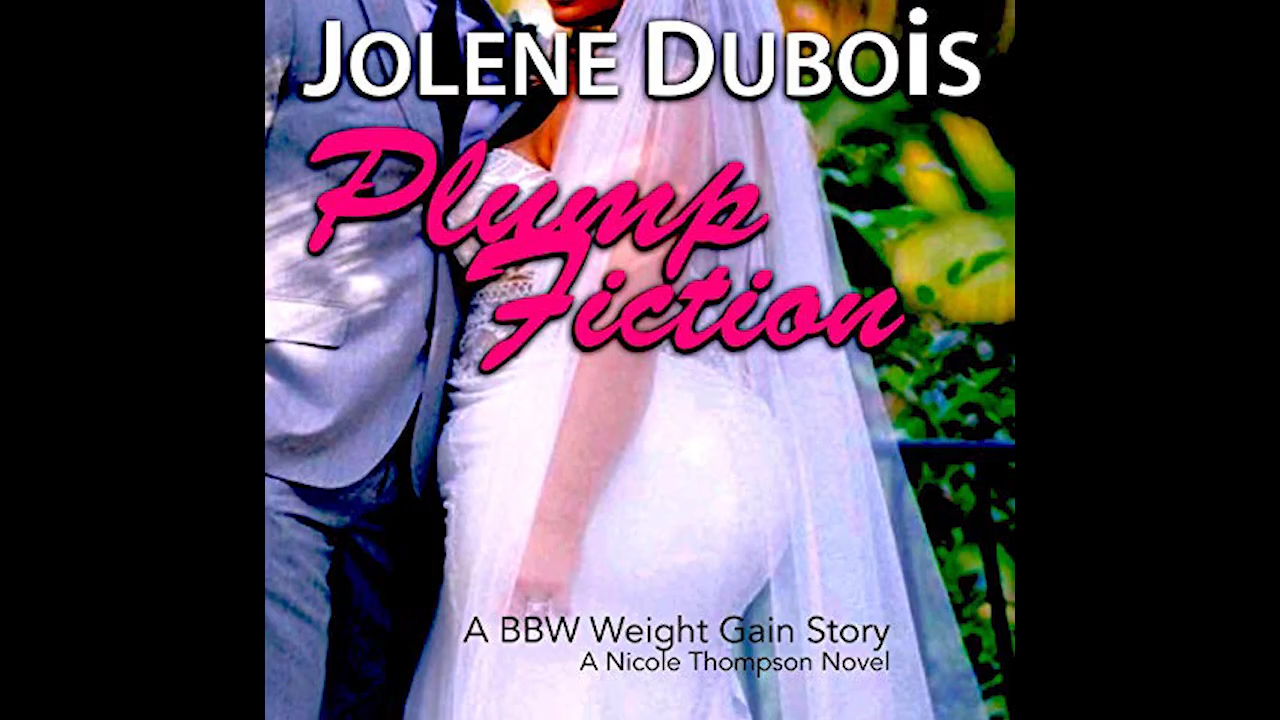 JOLENE DUBOiS
Plump
Fiction
A BBW Weight Gain Story
A Nicole Thompson Novel